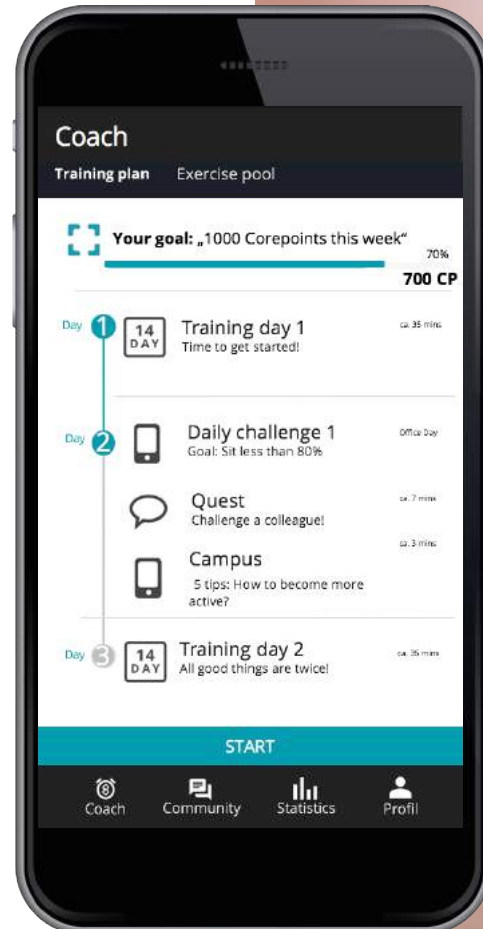 Coach
Training plan Exercise pool
Your goal: „1000 Corepoints this week“
70%
700 CP
Day 1
14
DAY
Training day 1
Time to get started!
ca. 35 mins
Day 2
Daily challenge 1
Goal: Sit less than 80%
Office Day
Quest
Challenge a colleague!
ca. 7 mins
Campus
5 tips: How to become more
active?
ca. 3 mins
Day 3
14
DAY
Training day 2
All good things are twice!
ca. 35 mins
START
8
Coach Community Statistics Profil